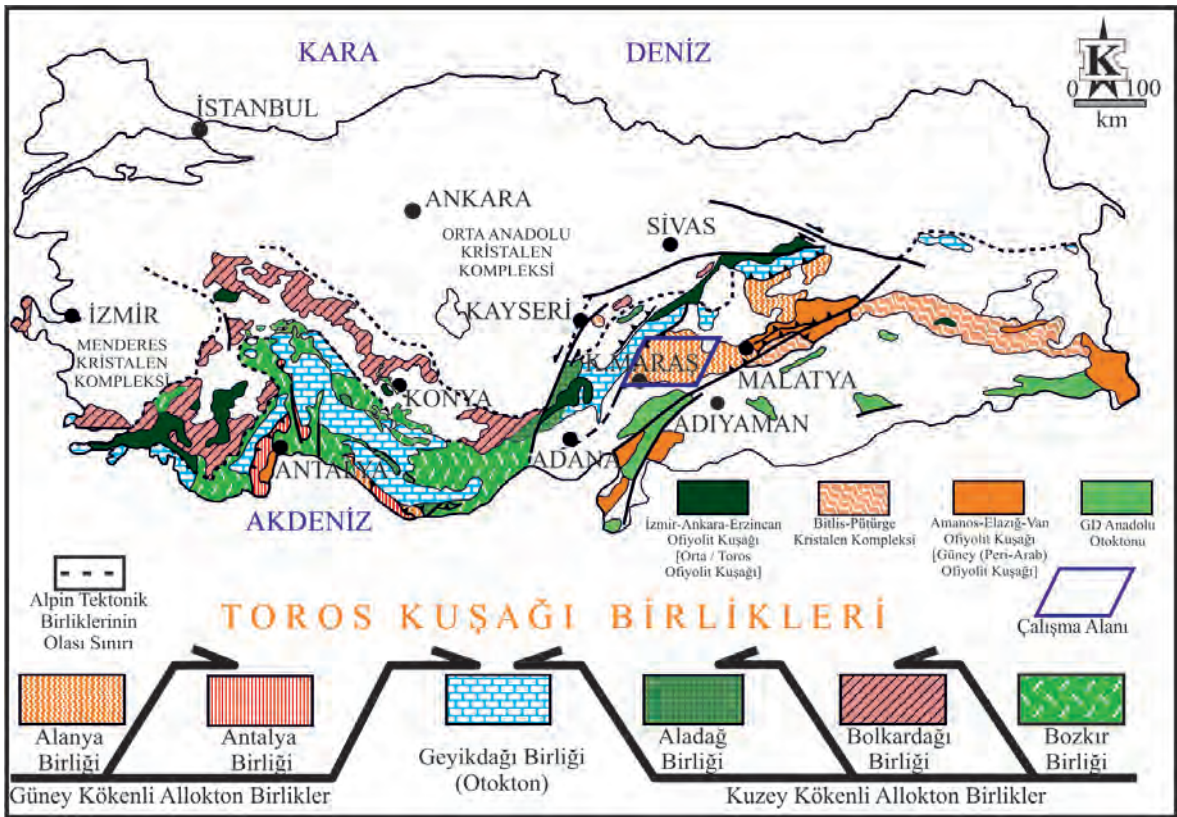 KARA
DENİZ
K
0 100
km
İSTANBUL
ANKARA
SİVAS
ORTA ANADOLU
KRİSTALEN
KOMPLEKSİ
KAYSERİ
İZMİR
MENDERES
KRİSTALEN
KOMPLEKSİ
K.MARAŞ
MALATYA
KONYA
ADIYAMAN
ADANA
ANTALYA
AKDENİZ
İzmir-Ankara-Erzincan
Ofiyolit Kuşağı
[Orta / Toros
Ofiyolit Kuşağı]
Bitlis-Pütürge
Kristalen Kompleksi
Amanos-Elazığ-Van
Ofiyolit Kuşağı
[Güney (Peri-Arab)
Ofiyolit Kuşağı]
GD Anadolu
Otoktonu
Alpin Tektonik
Birliklerinin
Olası Sınırı
Çalışma Alanı
TOROS KUŞAĞI BİRLİKLERİ
Alanya
Birliği
Antalya
Birliği
Geyikdağı Birliği
(Otokton)
Aladağ
Birliği
Bolkardağı
Birliği
Bozkır
Birliği
Güney Kökenli Allokton Birlikler
Kuzey Kökenli Allokton Birlikler